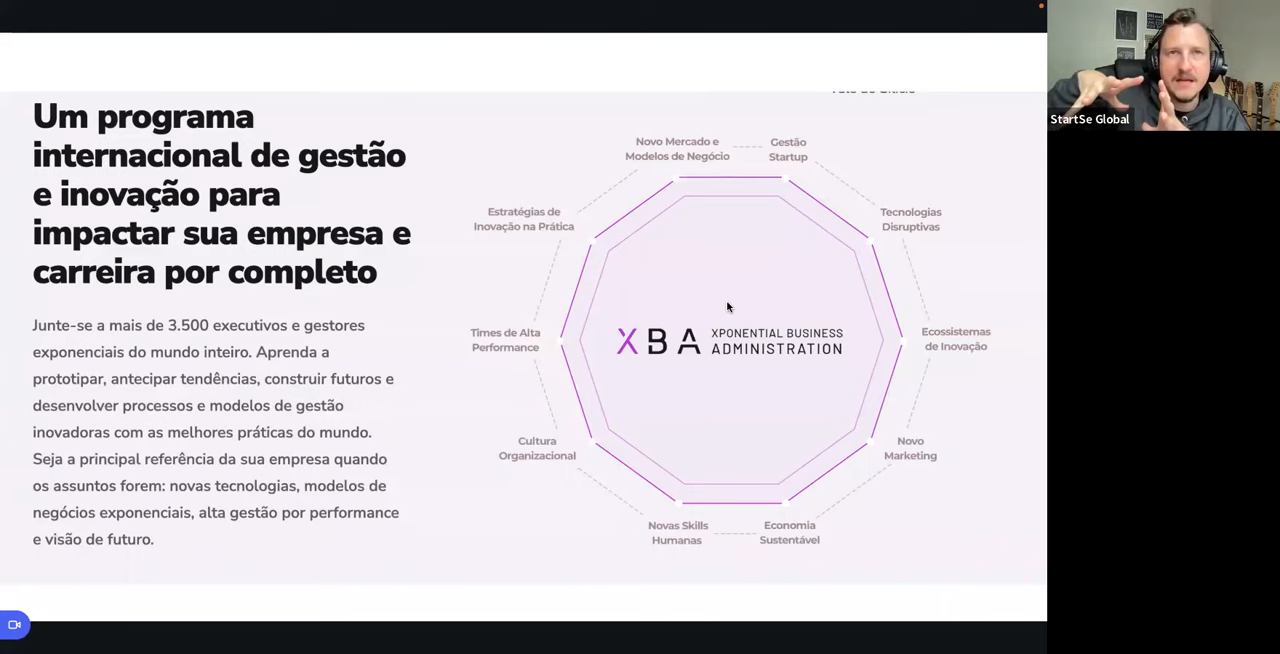 Um programa
internacional de gestão
e inovação para
impactar sua empresa e
carreira por completo
Junte-se a mais de 3.500 executivos e gestores
exponenciais do mundo inteiro. Aprenda a
prototipar, antecipar tendências, construir futuros e
desenvolver processos e modelos de gestão
inovadoras com as melhores práticas do mundo.
Seja a principal referência da sua empresa quando
os assuntos forem: novas tecnologias, modelos de
negócios exponenciais, alta gestão por performance
e visão de futuro.
Novo Mercado e
Modelos de Negócio
Gestão
Startup
Estratégias de
Inovação na Prática
Tecnologias
Disruptivas
Times de Alta
Performance
XBA XPONENTIAL BUSINESS
ADMINISTRATION
Ecossistemas
de Inovação
Cultura
Organizacional
Novo
Marketing
Novas Skills
Humanas
Economia
Sustentável
StartSe Global